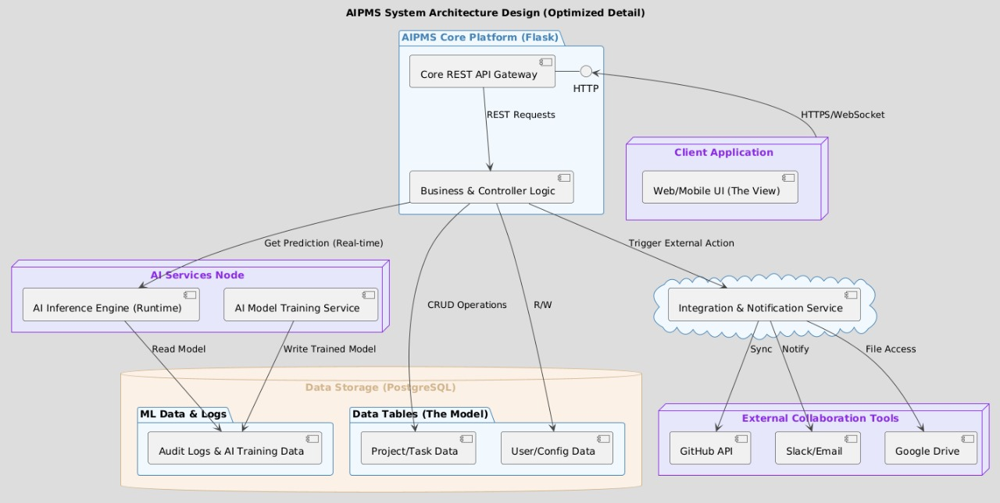 AIPMS System Architecture Design (Optimized Detail)
AIPMS Core Platform (Flask)
Core REST API Gateway
HTTP
REST Requests
HTTPS/WebSocket
Client Application
Web/Mobile UI (The View)
Business & Controller Logic
Get Prediction (Real-time)
Trigger External Action
AI Services Node
AI Inference Engine (Runtime)
AI Model Training Service
CRUD Operations
R/W
Integration & Notification Service
Read Model
Write Trained Model
Sync
Notify
File Access
Data Storage (PostgreSQL)
ML Data & Logs
Audit Logs & AI Training Data
Data Tables (The Model)
Project/Task Data
User/Config Data
External Collaboration Tools
GitHub API
Slack/Email
Google Drive